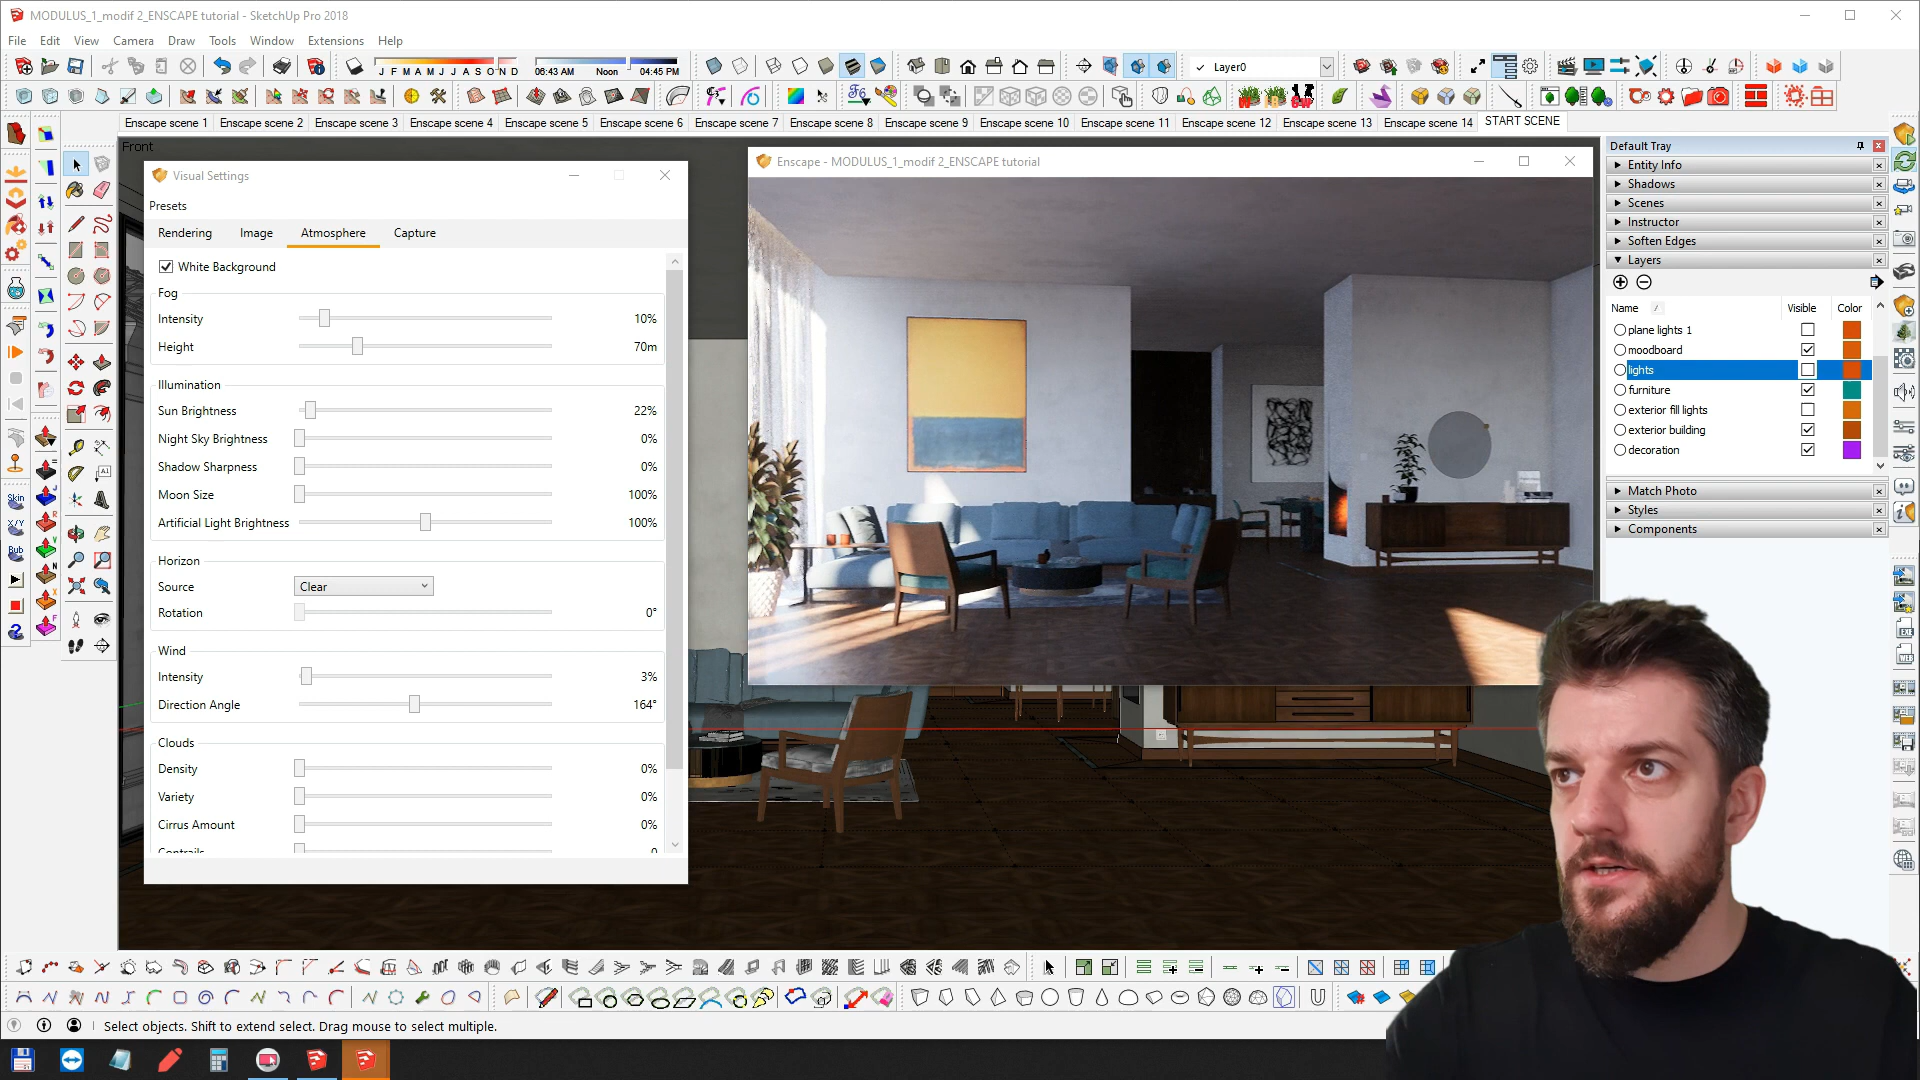 MODULUS_1_modif 2_ENSCAPE tutorial - SketchUp Pro 2018
File Edit View Camera Draw Tools Window Extensions Help
J F M A M J J A S O N D
06:43 AM Noon 04:45 PM
Layer0
Enscape scene 1 Enscape scene 2 Enscape scene 3 Enscape scene 4 Enscape scene 5 Enscape scene 6 Enscape scene 7 Enscape scene 8 Enscape scene 9 Enscape scene 10 Enscape scene 11 Enscape scene 12 Enscape scene 13 Enscape scene 14 START SCENE
Front
Visual Settings
Presets
Rendering Image Atmosphere Capture
White Background
Fog
Intensity 10%
Height 70m
Illumination
Sun Brightness 22%
Night Sky Brightness 0%
Shadow Sharpness 0%
Moon Size 100%
Artificial Light Brightness 100%
Horizon
Source Clear
Rotation 0°
Wind
Intensity 3%
Direction Angle 164°
Clouds
Density 0%
Variety 0%
Cirrus Amount 0%
Contrails 0
Enscape - MODULUS_1_modif 2_ENSCAPE tutorial
Default Tray
Entity Info
Shadows
Scenes
Instructor
Soften Edges
Layers
Name Visible Color
plane lights 1
moodboard
lights
furniture
exterior fill lights
exterior building
decoration
Match Photo
Styles
Components
Skin
X/Y
Bub
Select objects. Shift to extend select. Drag mouse to select multiple.